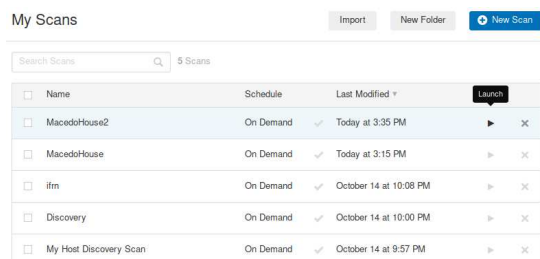 My Scans
Import
New Folder
New Scan
Search Scans
5 Scans
Name Schedule Last Modified
Launch
MacedoHouse2 On Demand Today at 3:35 PM
MacedoHouse On Demand Today at 3:15 PM
ifrn On Demand October 14 at 10:08 PM
Discovery On Demand October 14 at 10:00 PM
My Host Discovery Scan On Demand October 14 at 9:57 PM